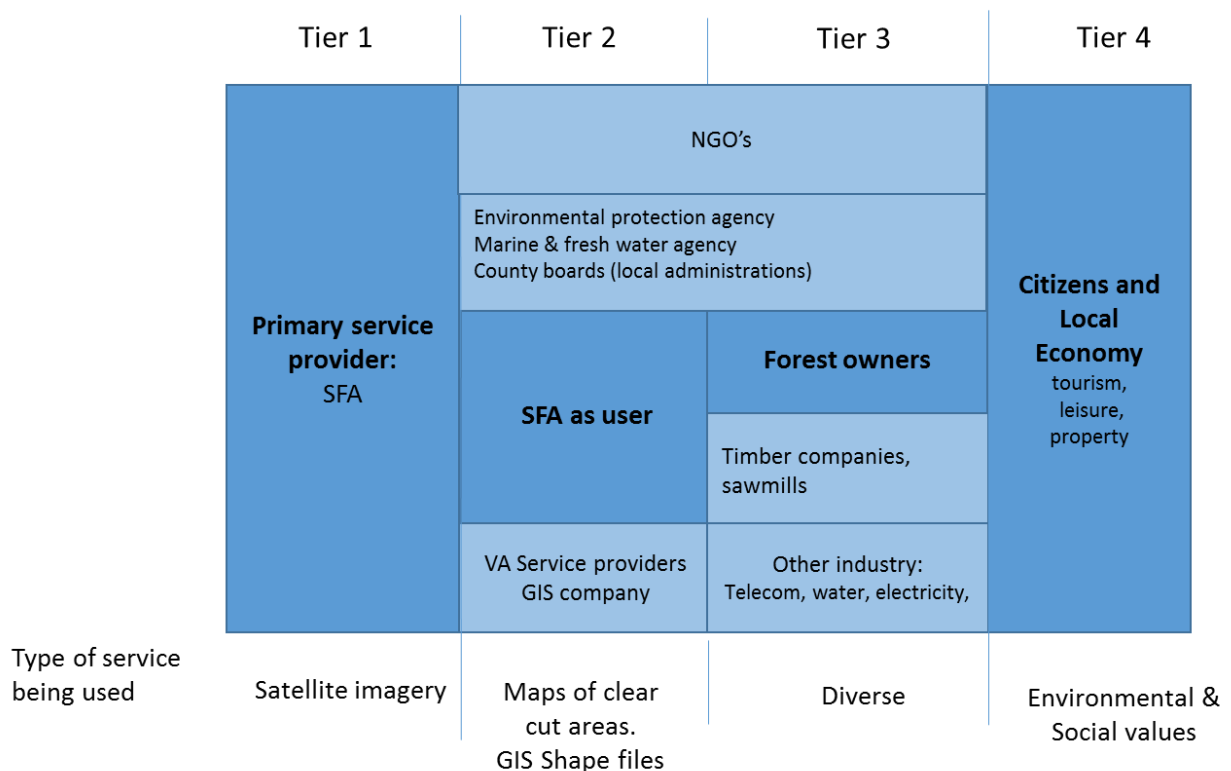 Tier 1
Tier 2
Tier 3
Tier 4
NGO’s
Environmental protection agency
Marine & fresh water agency
County boards (local administrations)
Primary service
provider:
SFA
SFA as user
Forest owners
Timber companies,
sawmills
VA Service providers
GIS company
Other industry:
Telecom, water, electricity,
Citizens and
Local
Economy
tourism,
leisure,
property
Type of service
being used
Satellite imagery
Maps of clear
cut areas.
GIS Shape files
Diverse
Environmental &
Social values